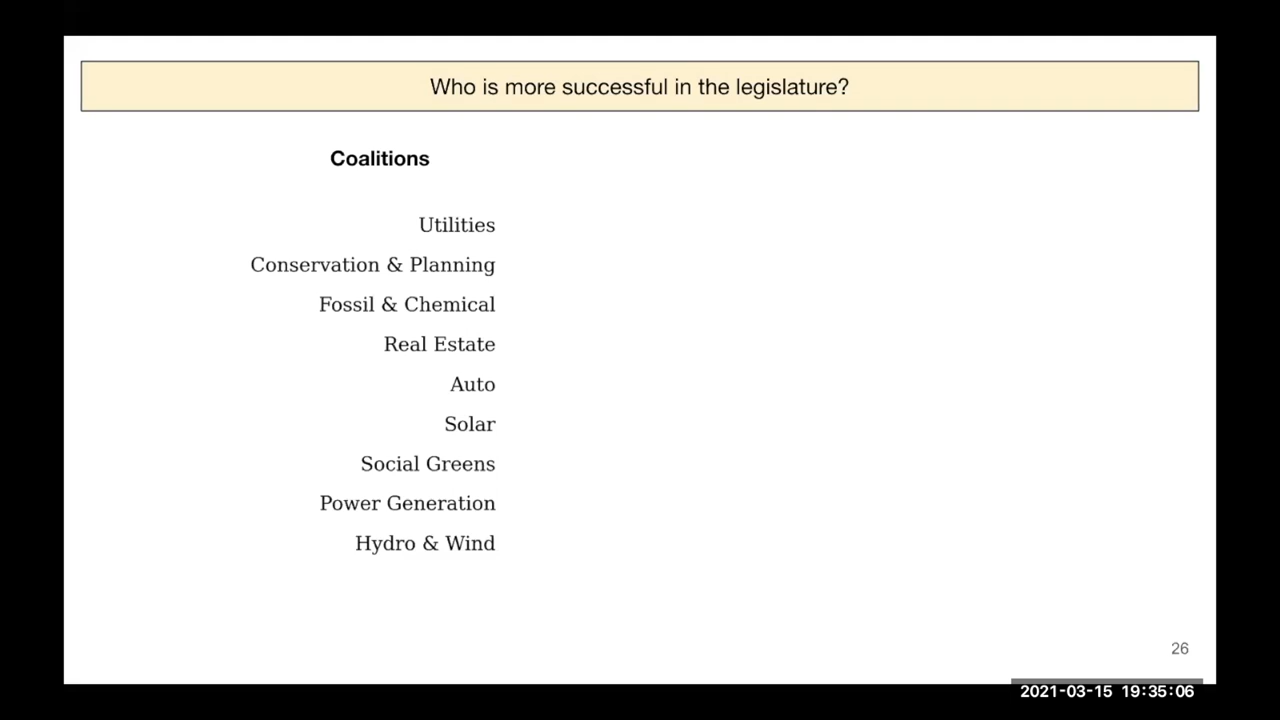 Who is more successful in the legislature?
Coalitions
Utilities
Conservation & Planning
Fossil & Chemical
Real Estate
Auto
Solar
Social Greens
Power Generation
Hydro & Wind
26
2021-03-15 19:35:06